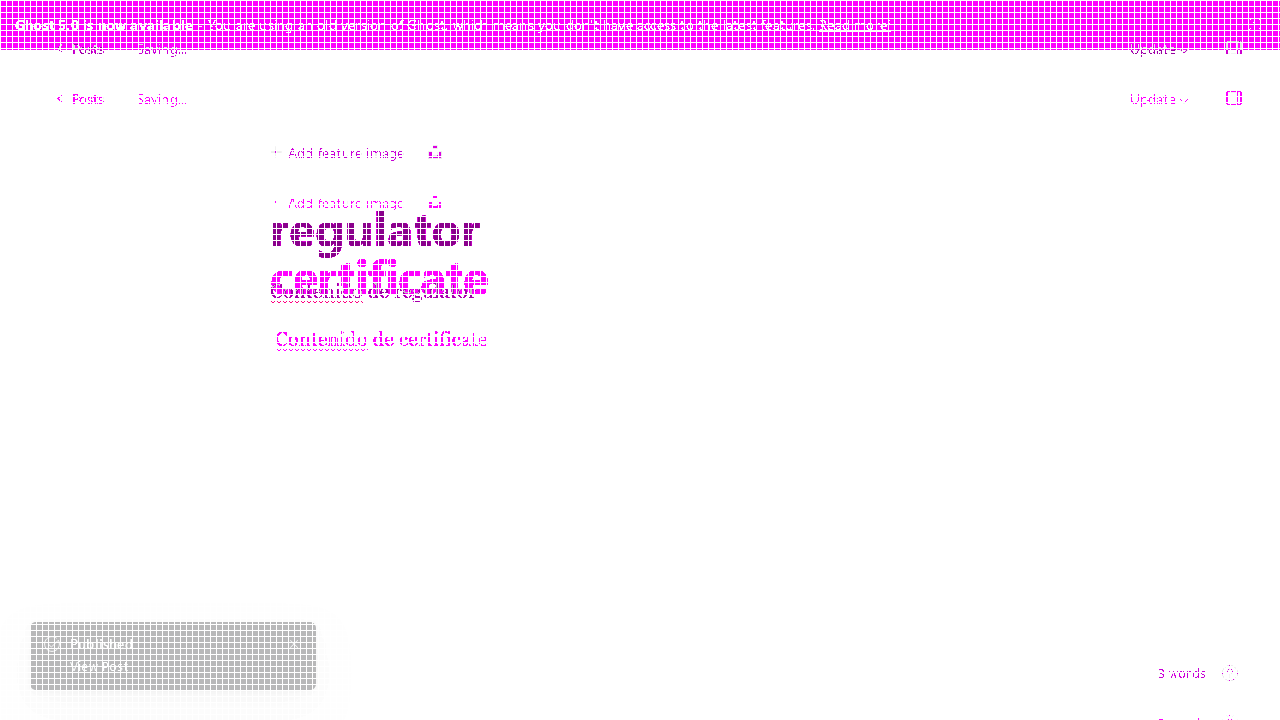 Ghost 5.0 is now available - You are using an old version of Ghost, which means you don't have access to the latest features. Read more!
Posts Saving... Update
Posts Saving... Update
Add feature image
Add feature image
regulator
certificate
Contenido de regulator
Contenido de certificate
Published
View Post
3 words